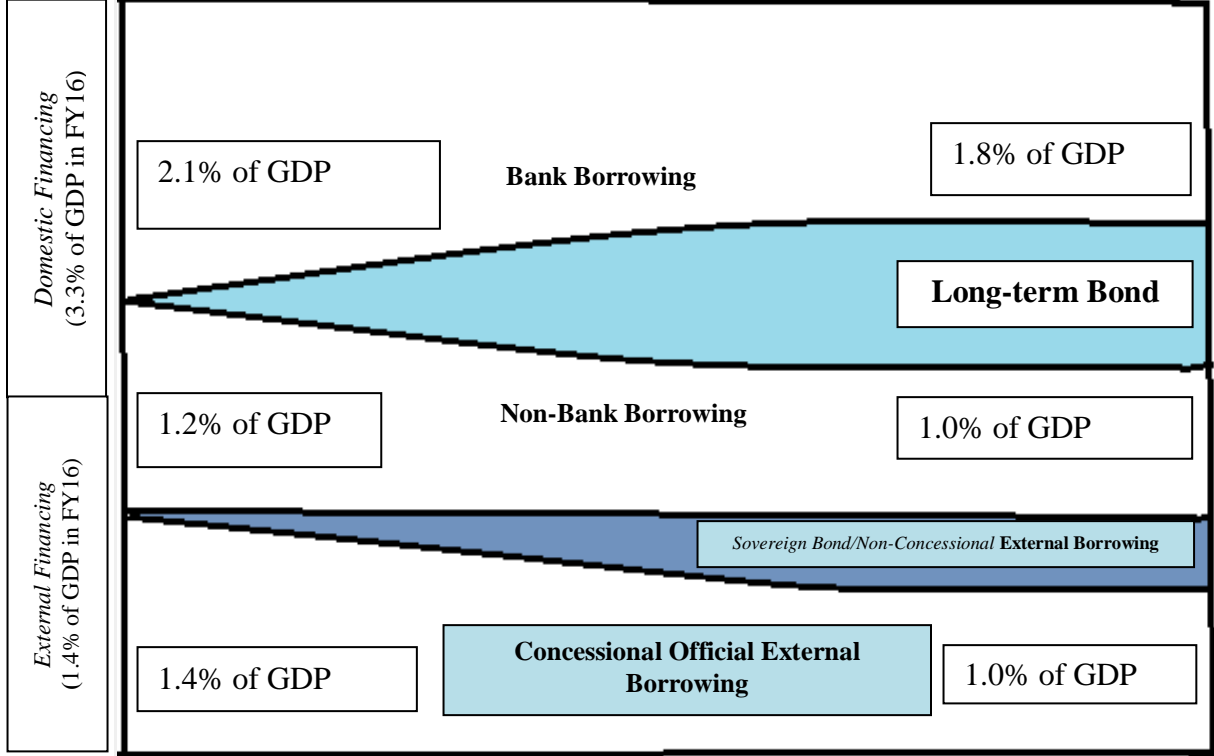 Domestic Financing
(3.3% of GDP in FY16)
2.1% of GDP
Bank Borrowing
1.8% of GDP
Long-term Bond
1.2% of GDP
Non-Bank Borrowing
1.0% of GDP
External Financing
(1.4% of GDP in FY16)
Sovereign Bond/Non-Concessional External Borrowing
1.4% of GDP
Concessional Official External
Borrowing
1.0% of GDP